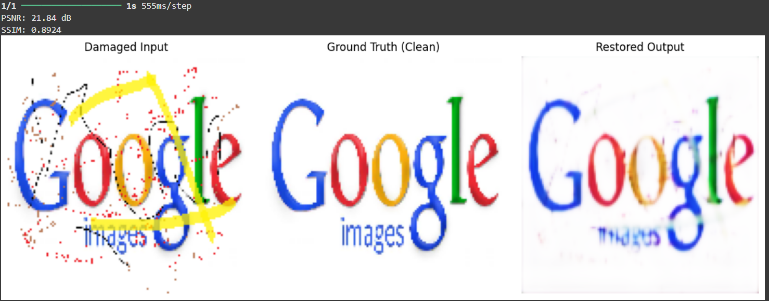 1/1 ━━━━━━━━━━━━━━━━━━━━ 1s 555ms/step
PSNR: 21.84 dB
SSIM: 0.8924
Damaged Input
Ground Truth (Clean)
Restored Output
Google
images
Google
images
Google
images